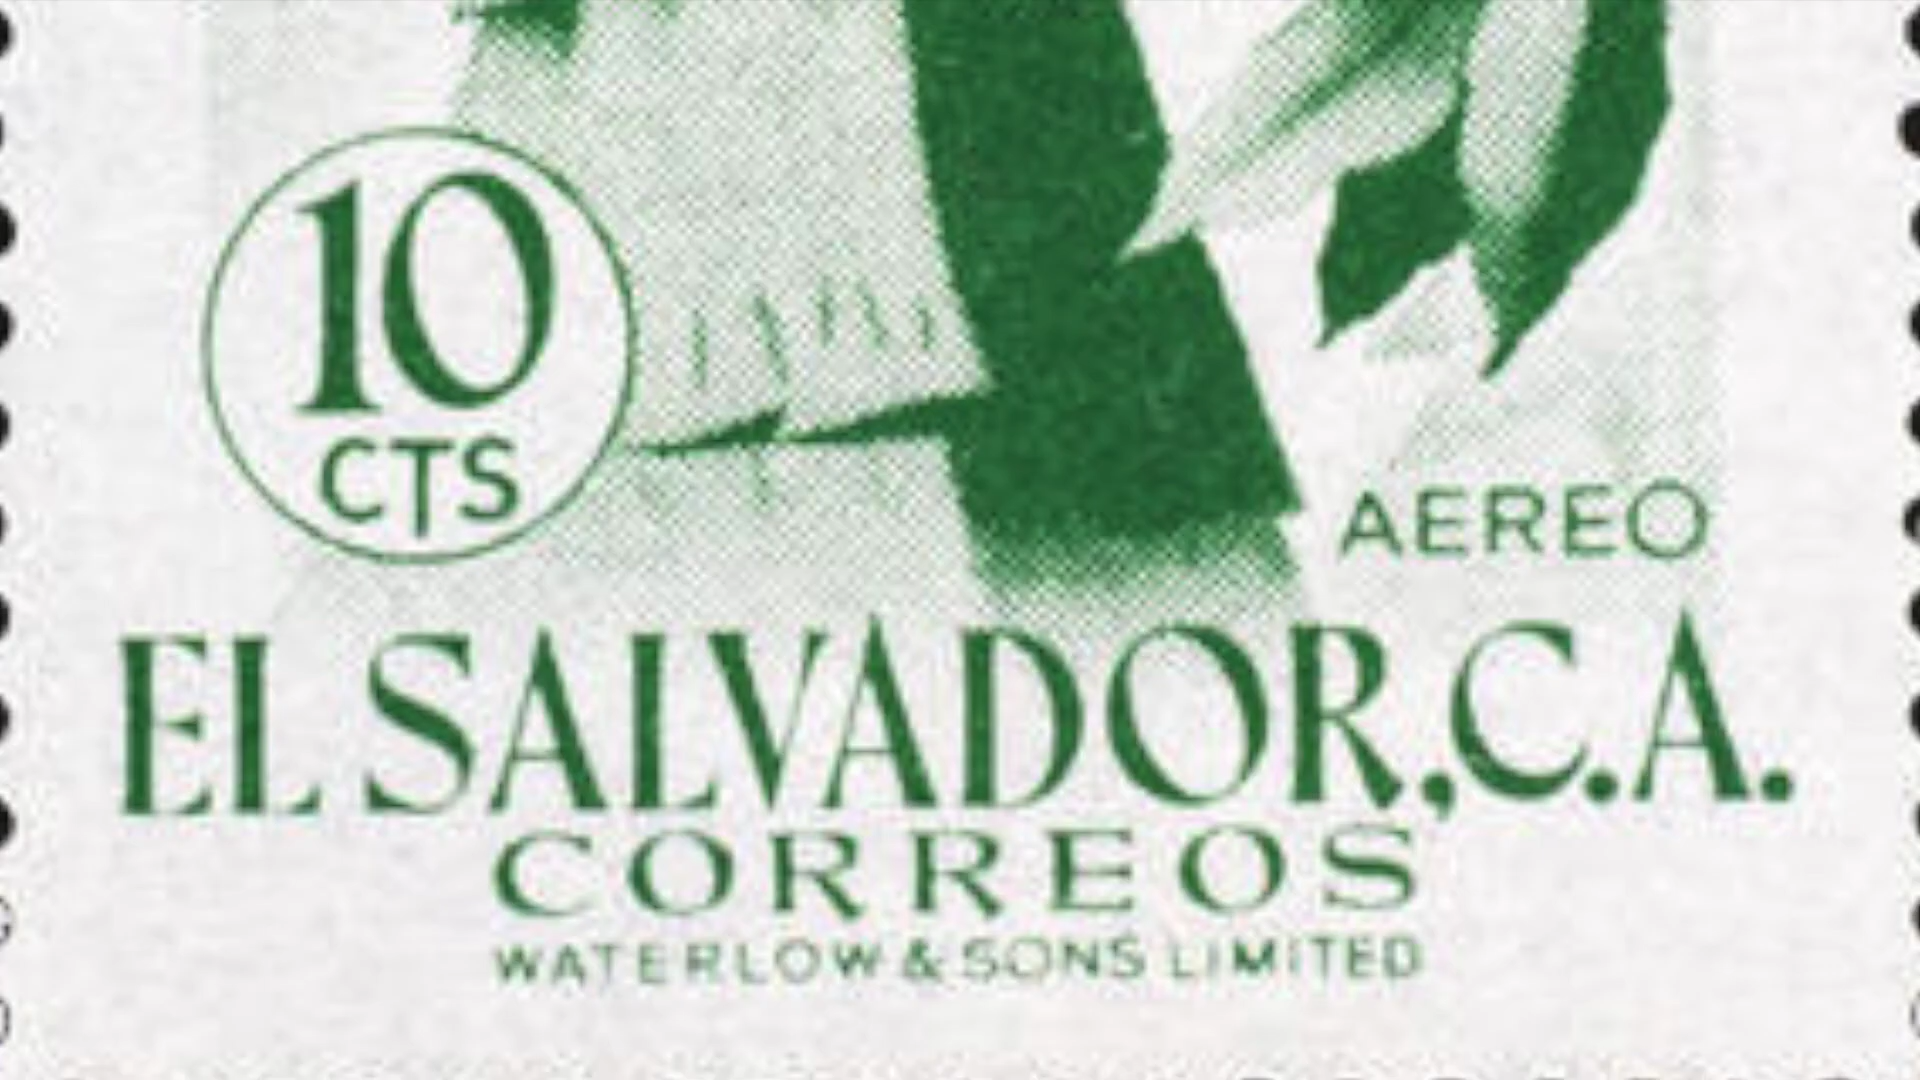 10
CTS
AEREO
EL SALVADOR, C.A.
CORREOS
WATERLOW & SONS LIMITED